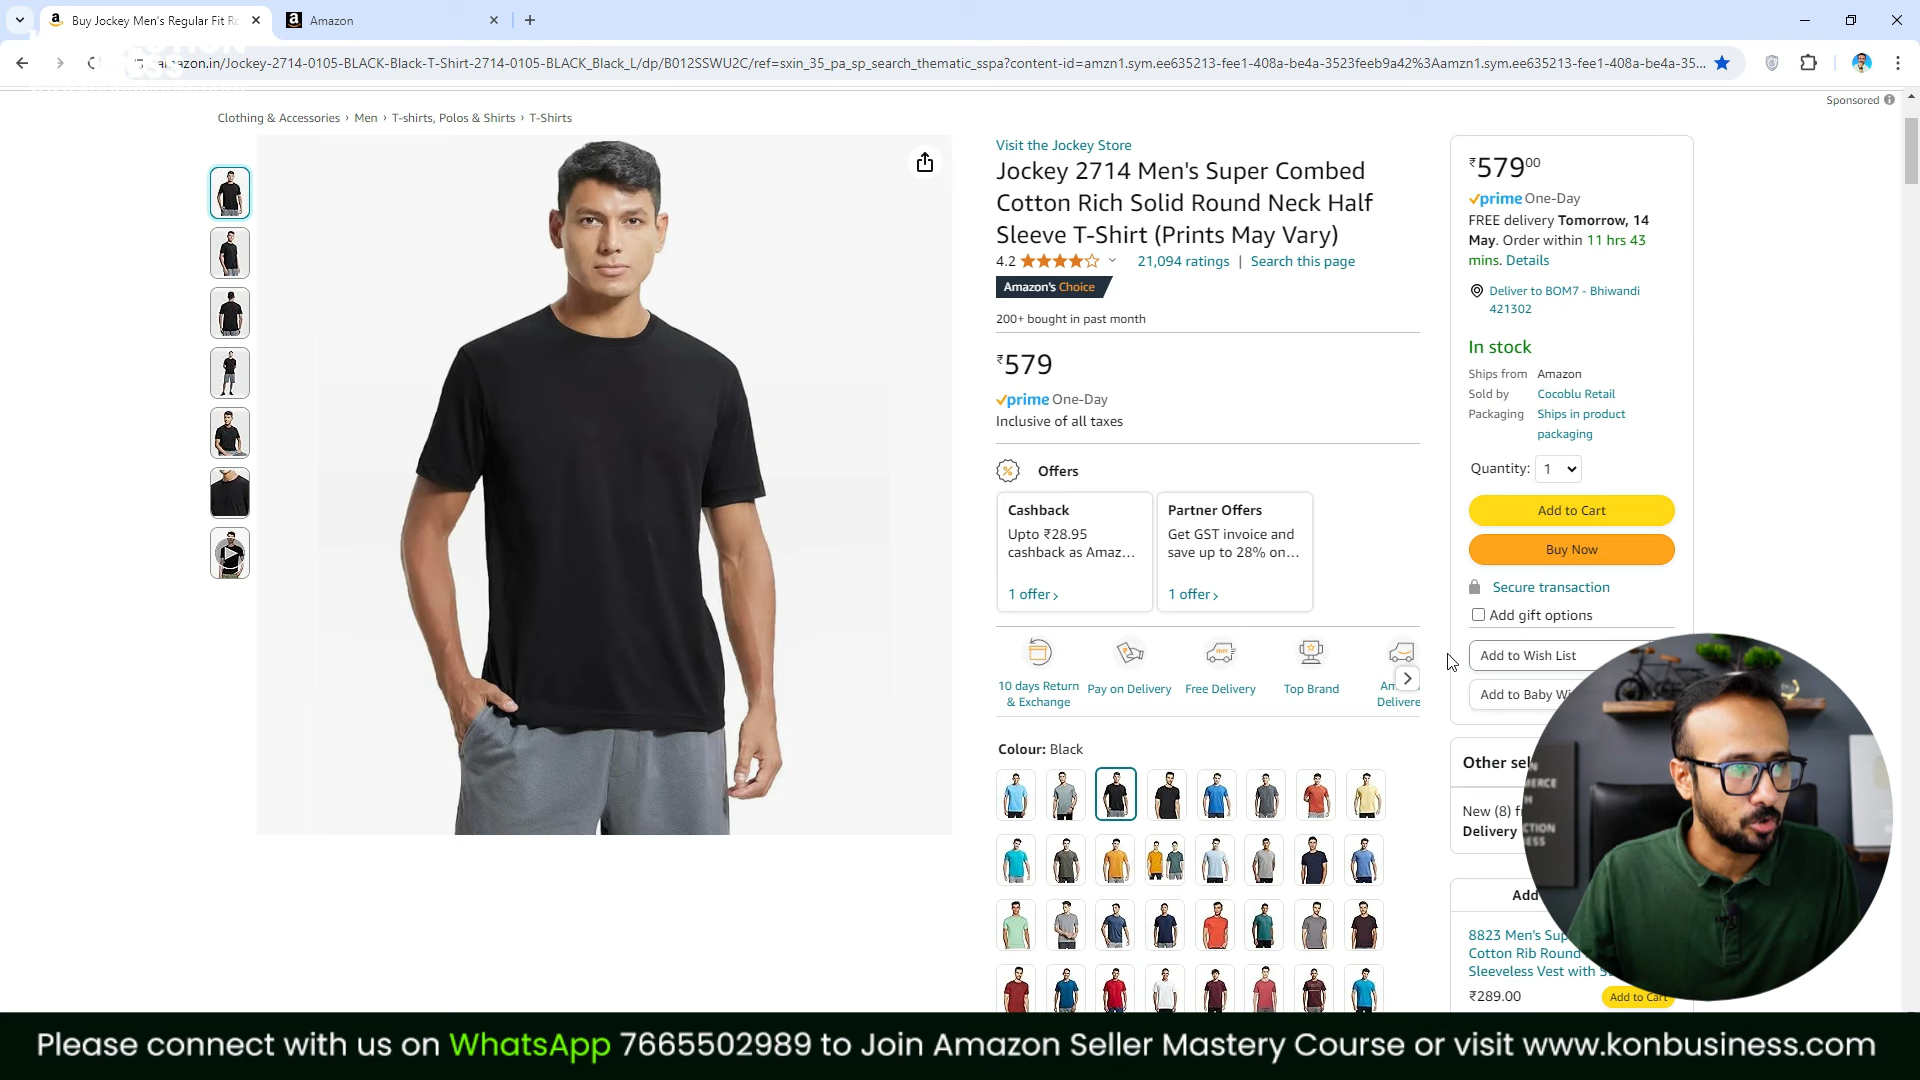 Buy Jockey Men's Regular Fit Ro
Amazon
amazon.in/Jockey-2714-0105-BLACK-Black-T-Shirt-2714-0105-BLACK_Black_L/dp/B012SSWU2C/ref=sxin_35_pa_sp_search_thematic_sspa?content-id=amzn1.sym.ee635213-fee1-408a-be4a-3523feeb9a42%3Aamzn1.sym.ee635213-fee1-408a-be4a-35...
Sponsored
Clothing & Accessories › Men › T-shirts, Polos & Shirts › T-Shirts
Visit the Jockey Store
Jockey 2714 Men's Super Combed
Cotton Rich Solid Round Neck Half
Sleeve T-Shirt (Prints May Vary)
4.2 21,094 ratings | Search this page
Amazon's Choice
200+ bought in past month
₹579
prime One-Day
Inclusive of all taxes
Offers
Cashback
Upto ₹28.95
cashback as Amaz...
1 offer ›
Partner Offers
Get GST invoice and
save up to 28% on...
1 offer ›
10 days Return
& Exchange
Pay on Delivery
Free Delivery
Top Brand
Am
Delivere
Colour: Black
₹57900
prime One-Day
FREE delivery Tomorrow, 14
May. Order within 11 hrs 43
mins. Details
Deliver to BOM7 - Bhiwandi
421302
In stock
Ships from Amazon
Sold by Cocoblu Retail
Packaging Ships in product
packaging
Quantity: 1
Add to Cart
Buy Now
Secure transaction
Add gift options
Add to Wish List
Add to Baby Wi
Other sel
New (8) f
Delivery
Add
8823 Men's Sup
Cotton Rib Round
Sleeveless Vest with S
₹289.00
Add to Cart
Please connect with us on WhatsApp 7665502989 to Join Amazon Seller Mastery Course or visit www.konbusiness.com